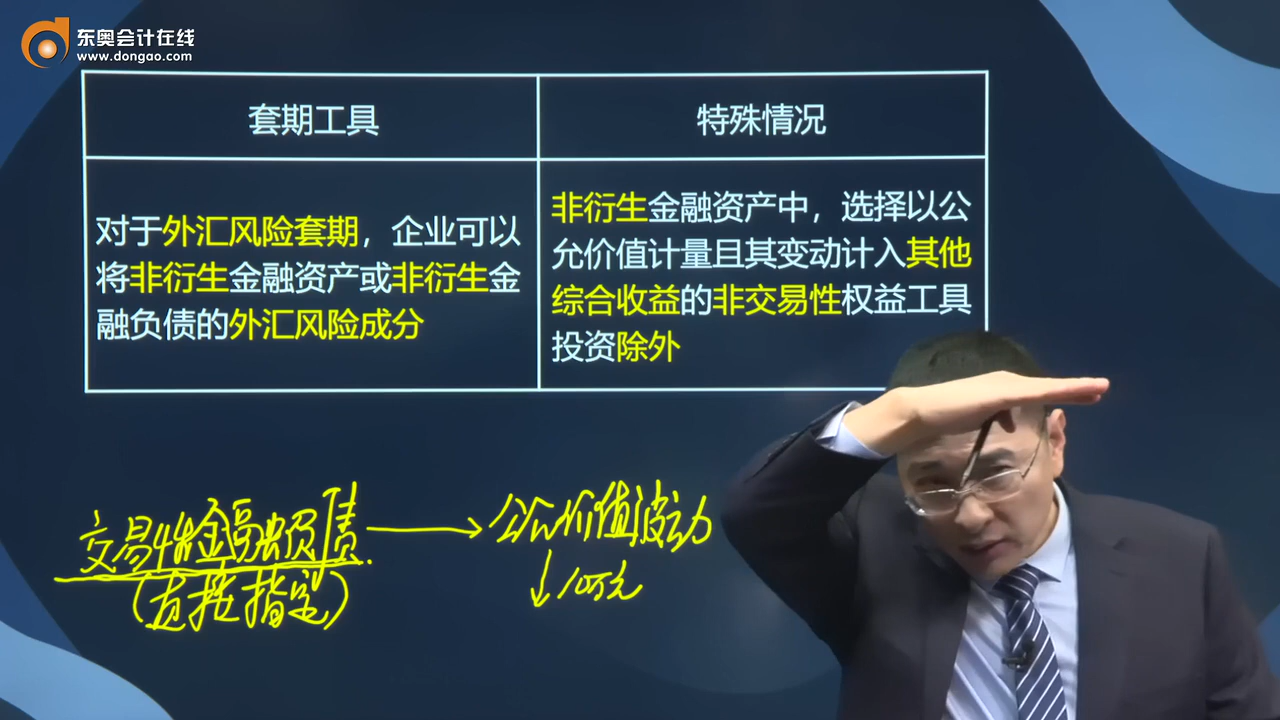 东奥会计在线
www.dongao.com
套期工具
特殊情况
对于外汇风险套期，企业可以
将非衍生金融资产或非衍生金
融负债的外汇风险成分
非衍生金融资产中，选择以公
允价值计量且其变动计入其他
综合收益的非交易性权益工具
投资除外
交易性金融负债
(直接指定)
公允价值波动
↓10万元